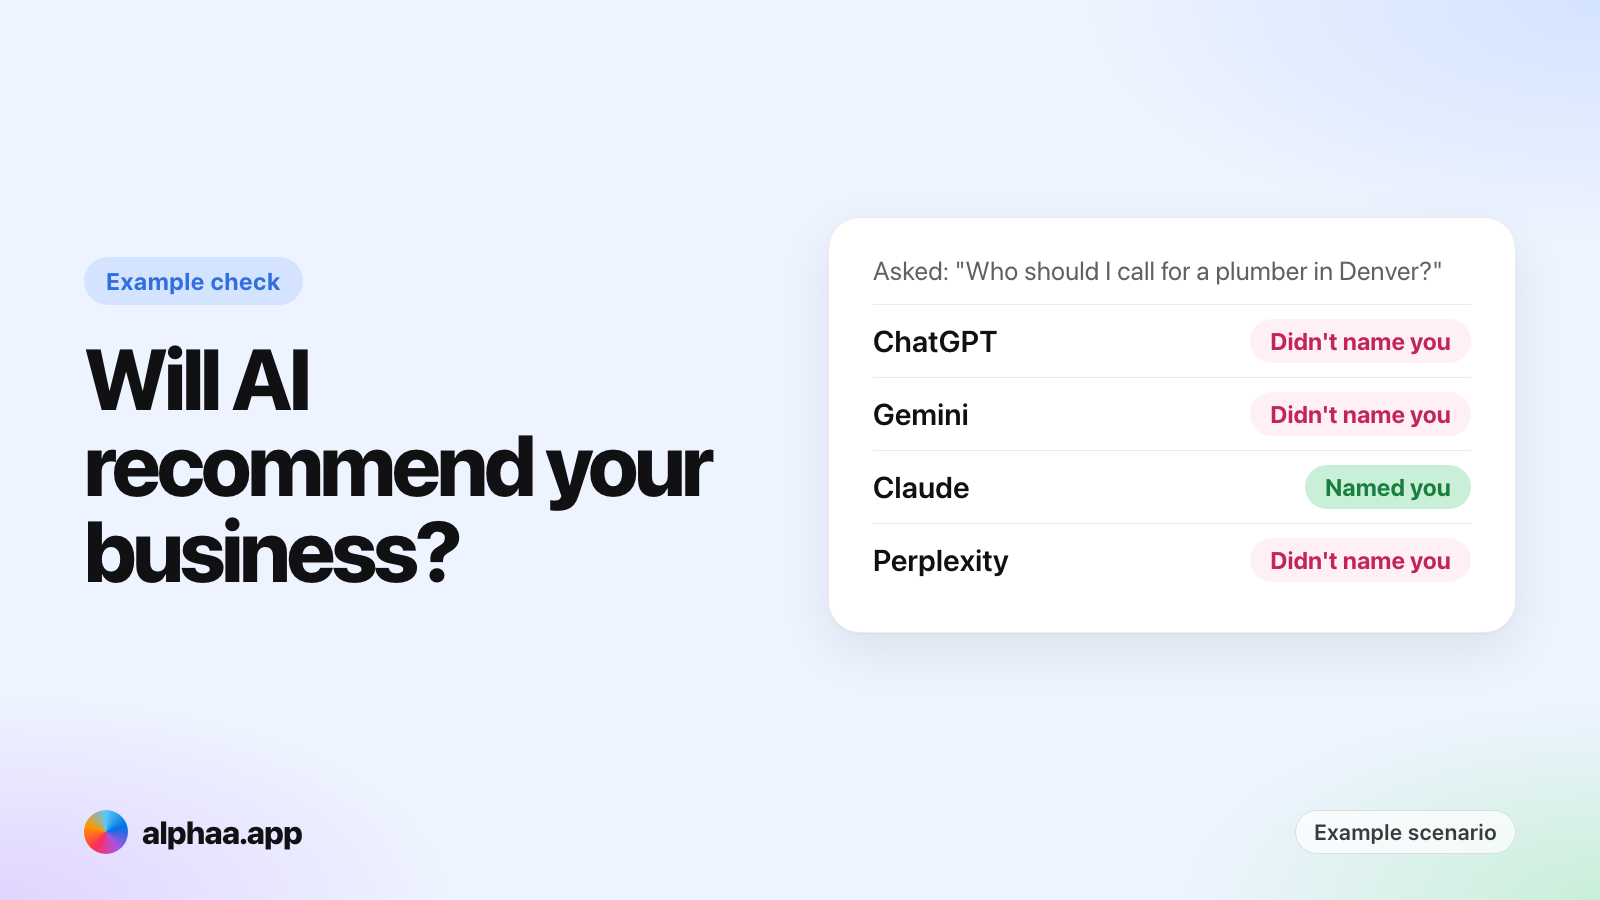 Example check
Will AI
recommend your
business?
Asked: "Who should I call for a plumber in Denver?"
ChatGPT Didn't name you
Gemini Didn't name you
Claude Named you
Perplexity Didn't name you
alphaa.app
Example scenario